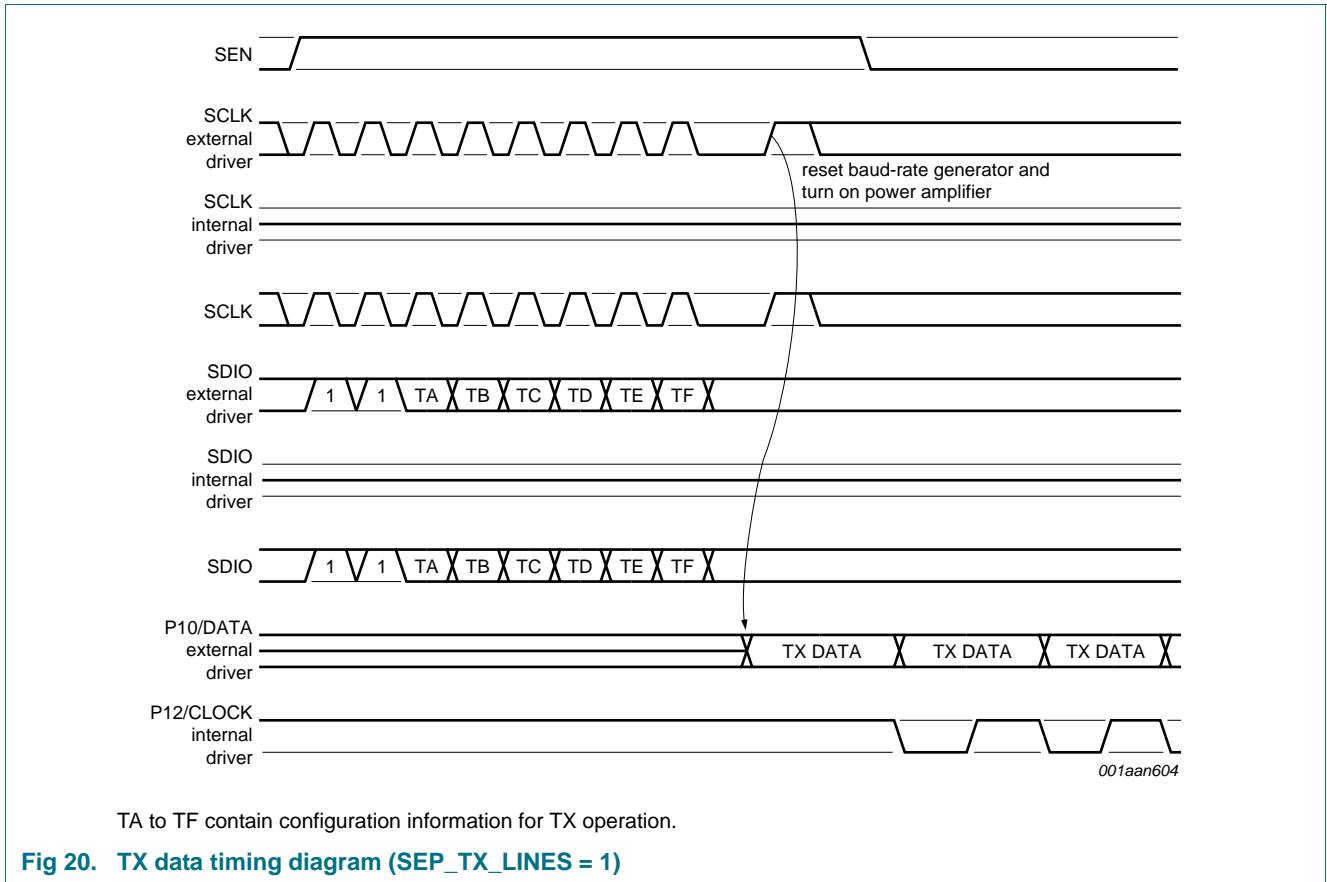 SEN
SCLK
external
driver
reset baud-rate generator and
turn on power amplifier
SCLK
internal
driver
SCLK
SDIO
external
driver
1 1 TA TB TC TD TE TF
SDIO
internal
driver
SDIO
1 1 TA TB TC TD TE TF
P10/DATA
external
driver
TX DATA TX DATA TX DATA
P12/CLOCK
internal
driver
001aan604
TA to TF contain configuration information for TX operation.
Fig 20. TX data timing diagram (SEP_TX_LINES = 1)